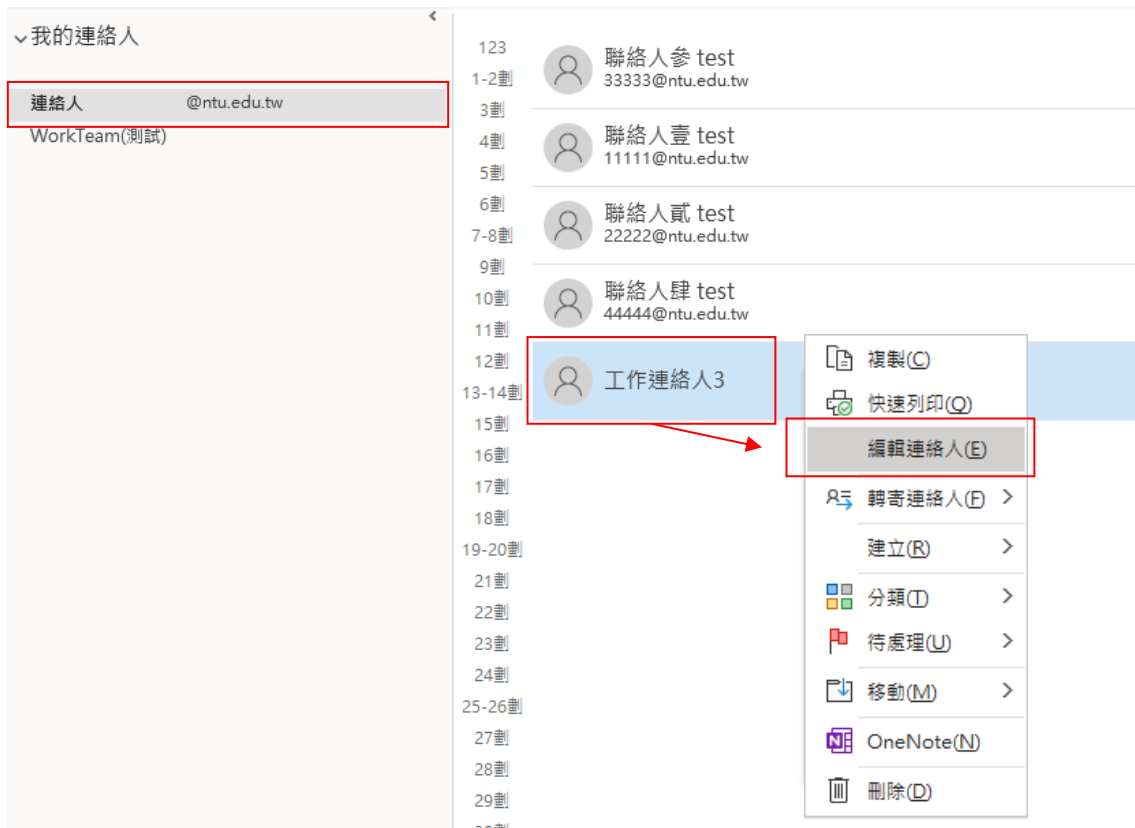 我的連絡人
連絡人 @ntu.edu.tw
WorkTeam(測試)
123
1-2劃
3劃
4劃
5劃
6劃
7-8劃
9劃
10劃
11劃
12劃
13-14劃
15劃
16劃
17劃
18劃
19-20劃
21劃
22劃
23劃
24劃
25-26劃
27劃
28劃
29劃
聯絡人參 test
33333@ntu.edu.tw
聯絡人壹 test
11111@ntu.edu.tw
聯絡人貳 test
22222@ntu.edu.tw
聯絡人肆 test
44444@ntu.edu.tw
工作連絡人3
複製(C)
快速列印(Q)
編輯連絡人(E)
轉寄連絡人(F)
建立(R)
分類(T)
待處理(U)
移動(M)
OneNote(N)
刪除(D)